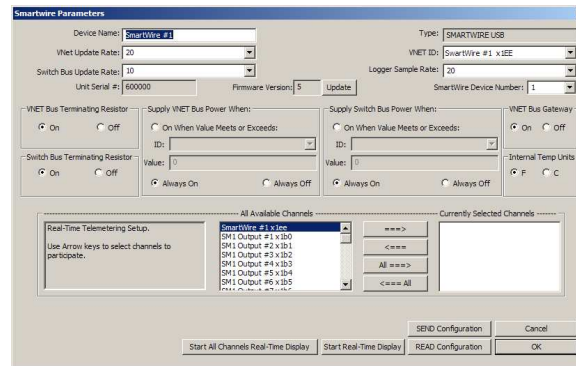 Smartwire Parameters
Device Name: SmartWire #1
Type: SMARTWIRE USB
VNet Update Rate: 20
VNET ID: SwartWire #1 x1EE
Switch Bus Update Rate: 10
Logger Sample Rate: 20
Unit Serial #: 600000 Firmware Version: 5 Update SmartWire Device Number: 1
VNET Bus Terminating Resistor
On Off
Supply VNET Bus Power When:
On When Value Meets or Exceeds:
ID:
Value: 0
Always On Always Off
Supply Switch Bus Power When:
On When Value Meets or Exceeds:
ID:
Value: 0
Always On Always Off
VNET Bus Gateway
On Off
Switch Bus Terminating Resistor
On Off
Internal Temp Units
F C
All Available Channels
Currently Selected Channels
Real-Time Telemetering Setup.
Use Arrow keys to select channels to
participate.
SmartWire #1 x1ee
SM1 Output #1 x1b0
SM1 Output #2 x1b1
SM1 Output #3 x1b2
SM1 Output #4 x1b3
SM1 Output #5 x1b4
SM1 Output #6 x1b5
SM1 Output #7 x1b6
===>
<===
All ===>
<=== All
SEND Configuration Cancel
Start All Channels Real-Time Display Start Real-Time Display READ Configuration OK